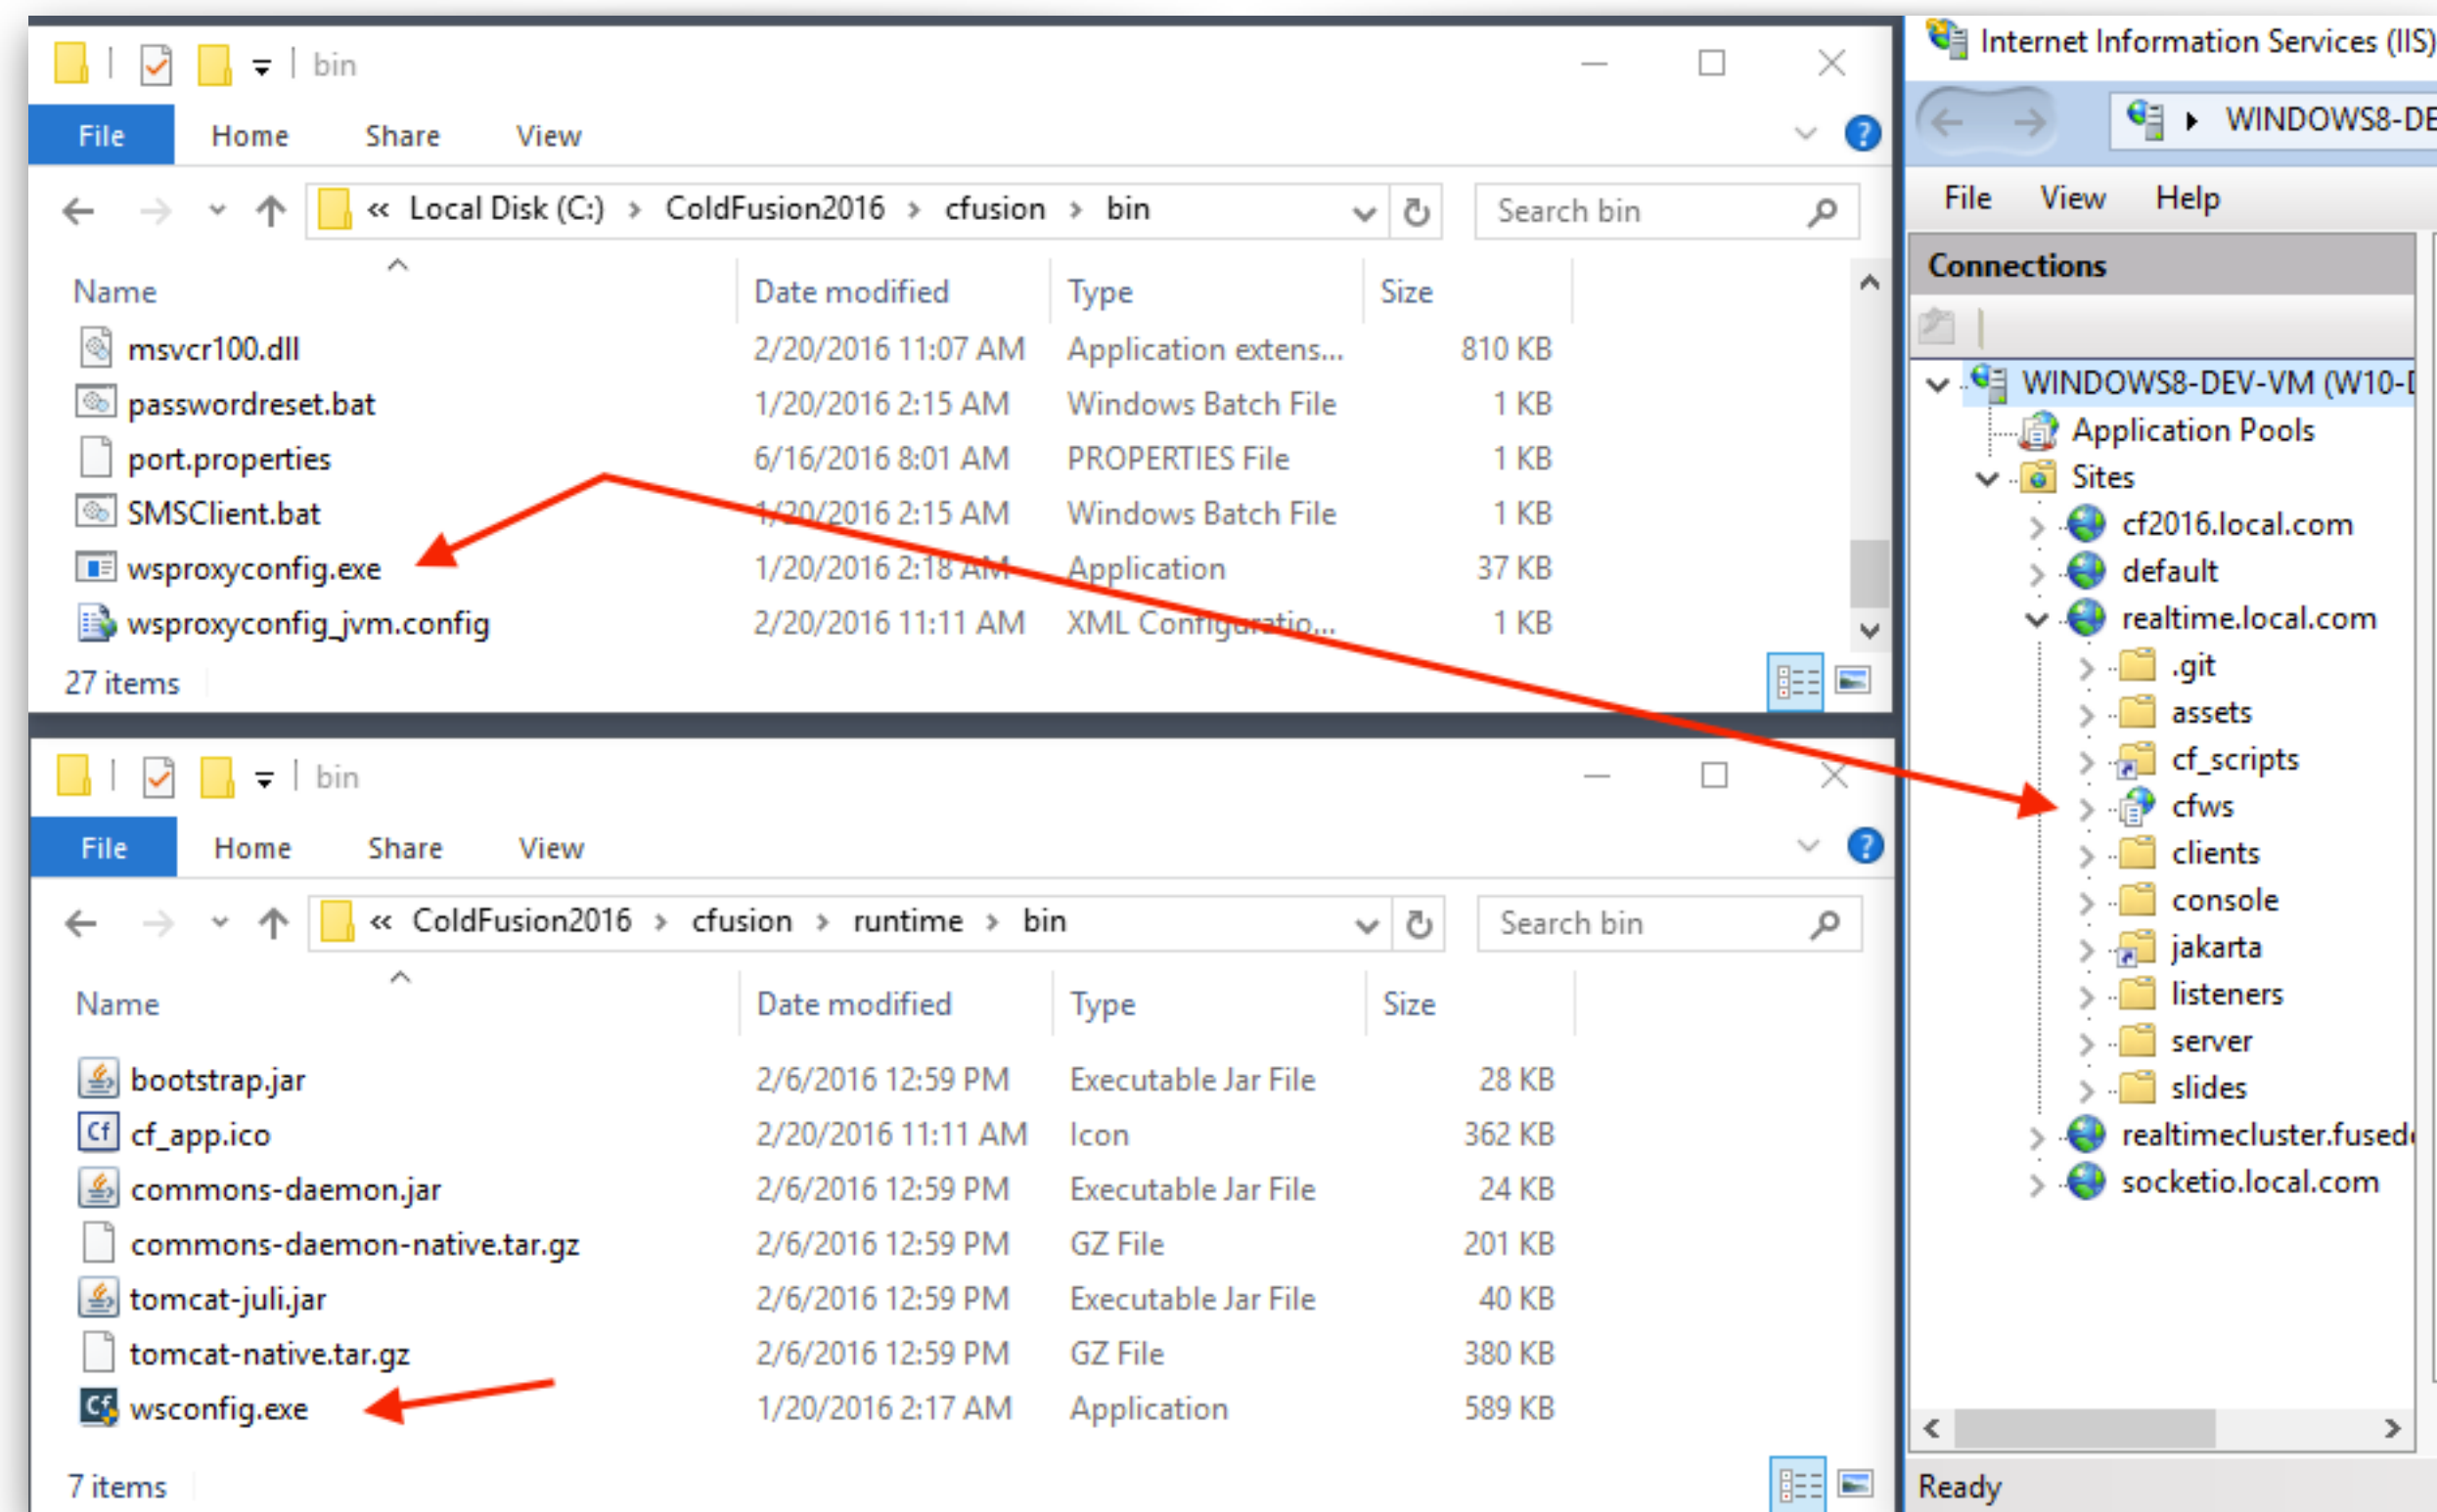 bin
File Home Share View
« Local Disk (C:) > ColdFusion2016 > cfusion > bin
Search bin
Name Date modified Type Size
msvcr100.dll 2/20/2016 11:07 AM Application extens... 810 KB
passwordreset.bat 1/20/2016 2:15 AM Windows Batch File 1 KB
port.properties 6/16/2016 8:01 AM PROPERTIES File 1 KB
SMSClient.bat 1/20/2016 2:15 AM Windows Batch File 1 KB
wsproxyconfig.exe 1/20/2016 2:18 AM Application 37 KB
wsproxyconfig_jvm.config 2/20/2016 11:11 AM XML Configuratio... 1 KB
27 items
bin
File Home Share View
« ColdFusion2016 > cfusion > runtime > bin
Search bin
Name Date modified Type Size
bootstrap.jar 2/6/2016 12:59 PM Executable Jar File 28 KB
cf_app.ico 2/20/2016 11:11 AM Icon 362 KB
commons-daemon.jar 2/6/2016 12:59 PM Executable Jar File 24 KB
commons-daemon-native.tar.gz 2/6/2016 12:59 PM GZ File 201 KB
tomcat-juli.jar 2/6/2016 12:59 PM Executable Jar File 40 KB
tomcat-native.tar.gz 2/6/2016 12:59 PM GZ File 380 KB
wsconfig.exe 1/20/2016 2:17 AM Application 589 KB
7 items
Internet Information Services (IIS)
WINDOWS8-DE
File View Help
Connections
WINDOWS8-DEV-VM (W10-D
Application Pools
Sites
cf2016.local.com
default
realtime.local.com
.git
assets
cf_scripts
cfws
clients
console
jakarta
listeners
server
slides
realtimecluster.fused
socketio.local.com
Ready